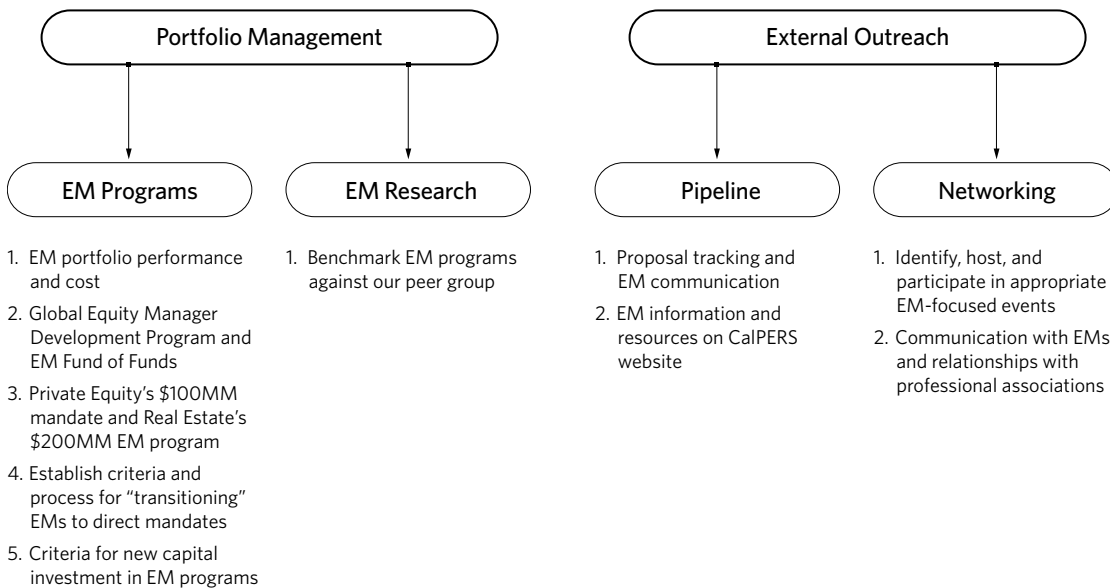 Portfolio Management
External Outreach
EM Programs
EM Research
Pipeline
Networking
1. EM portfolio performance
and cost
2. Global Equity Manager
Development Program and
EM Fund of Funds
3. Private Equity's $100MM
mandate and Real Estate's
$200MM EM program
4. Establish criteria and
process for “transitioning”
EMs to direct mandates
5. Criteria for new capital
investment in EM programs
1. Benchmark EM programs
against our peer group
1. Proposal tracking and
EM communication
2. EM information and
resources on CalPERS
website
1. Identify, host, and
participate in appropriate
EM-focused events
2. Communication with EMs
and relationships with
professional associations